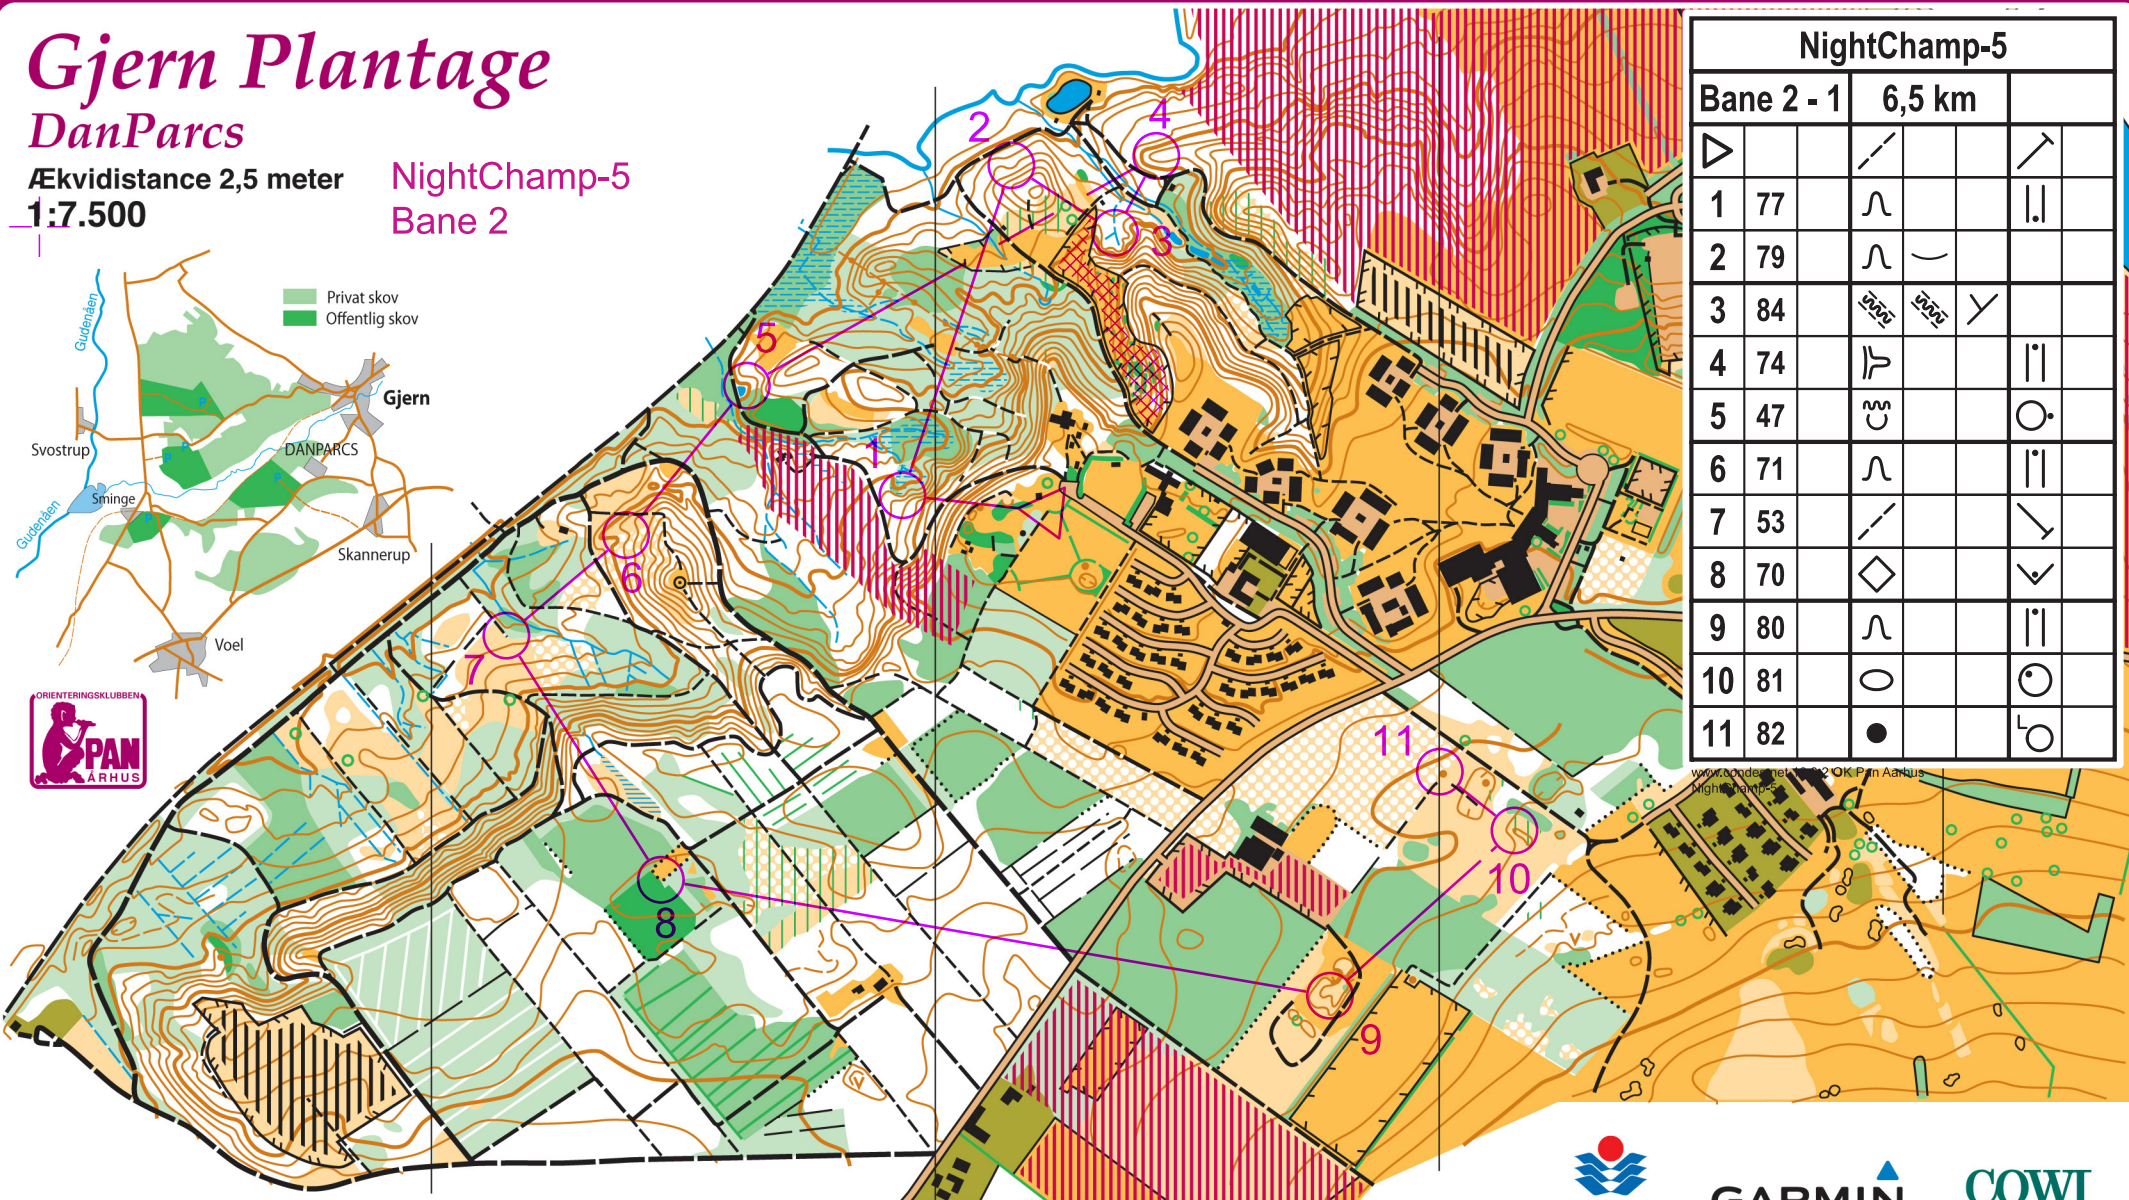 Gjern Plantage
DanParcs
Ækvidistance 2,5 meter
1:7.500
NightChamp-5
Bane 2
Privat skov
Offentlig skov
Gudenåen
Gjern
Svostrup
DANPARCS
Sminge
Gudenåen
Skannerup
Voel
ORIENTERINGSKLUBBEN
PAN
ÅRHUS
NightChamp-5
Bane 2 - 1 6,5 km
1 77
2 79
3 84
4 74
5 47
6 71
7 53
8 70
9 80
10 81
11 82
OK Pan Aarhus
2
4
3
5
1
6
7
11
10
8
9
GARMIN
COWI